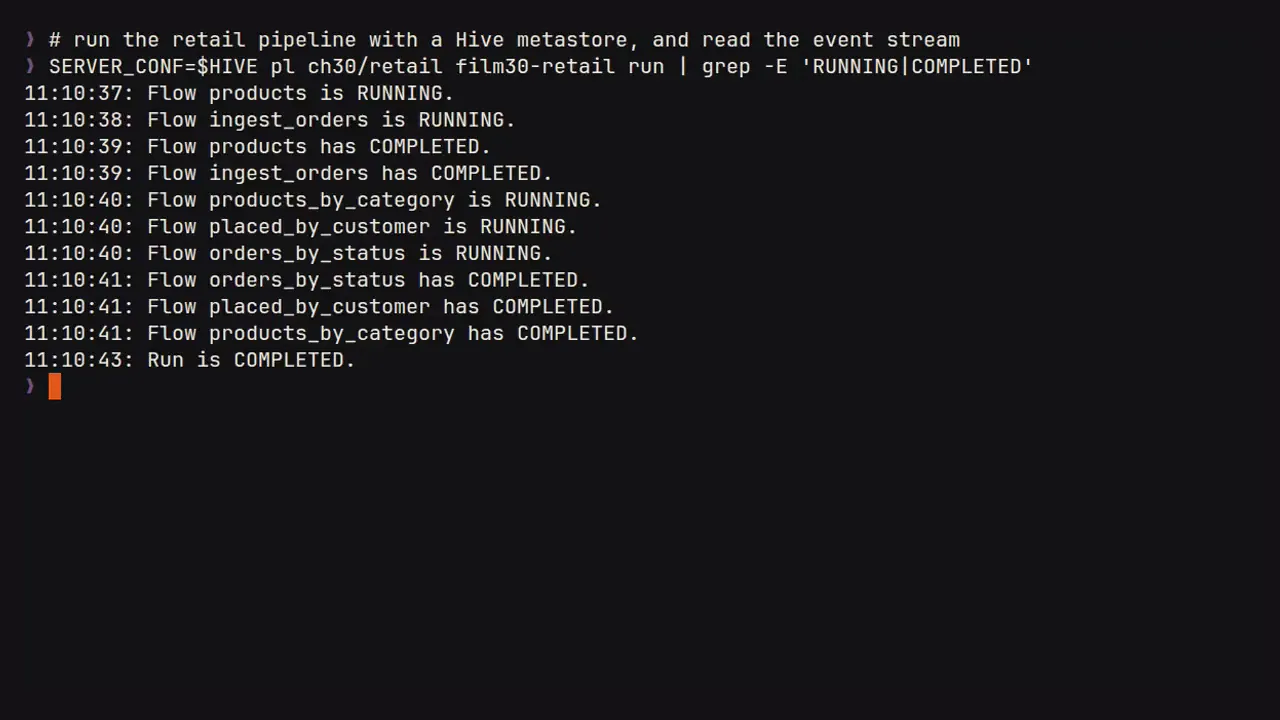 ❯ # run the retail pipeline with a Hive metastore, and read the event stream
❯ SERVER_CONF=$HIVE pl ch30/retail film30-retail run | grep -E 'RUNNING|COMPLETED'
11:10:37: Flow products is RUNNING.
11:10:38: Flow ingest_orders is RUNNING.
11:10:39: Flow products has COMPLETED.
11:10:39: Flow ingest_orders has COMPLETED.
11:10:40: Flow products_by_category is RUNNING.
11:10:40: Flow placed_by_customer is RUNNING.
11:10:40: Flow orders_by_status is RUNNING.
11:10:41: Flow orders_by_status has COMPLETED.
11:10:41: Flow placed_by_customer has COMPLETED.
11:10:41: Flow products_by_category has COMPLETED.
11:10:43: Run is COMPLETED.
❯